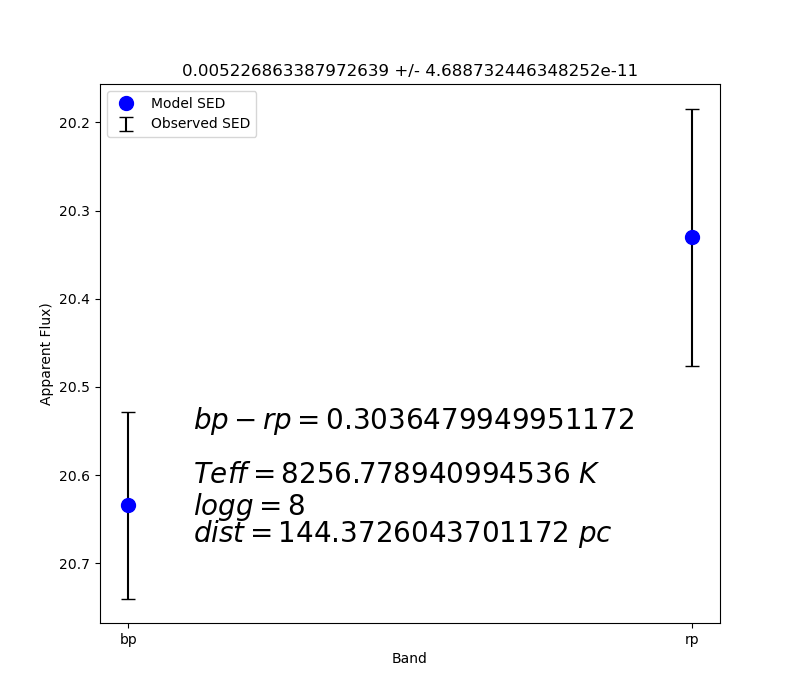 0.005226863387972639 +/- 4.688732446348252e-11
Model SED
Observed SED
20.2
20.3
20.4
20.5
20.6
20.7
Apparent Flux)
bp − rp = 0.3036479949951172
Teff = 8256.778940994536 K
logg = 8
dist = 144.3726043701172 pc
bp
rp
Band